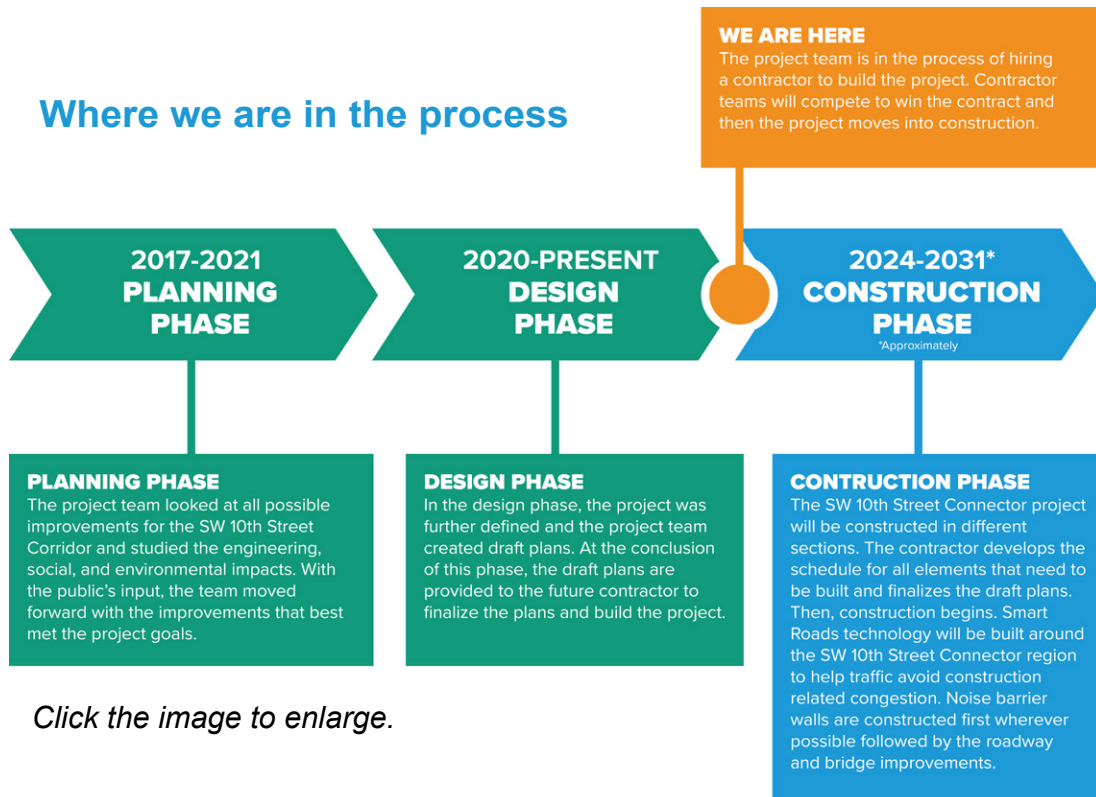 Where we are in the process
WE ARE HERE
The project team is in the process of hiring
a contractor to build the project. Contractor
teams will compete to win the contract and
then the project moves into construction.
2017-2021
PLANNING
PHASE
2020-PRESENT
DESIGN
PHASE
2024-2031*
CONSTRUCTION
PHASE
*Approximately
PLANNING PHASE
The project team looked at all possible
improvements for the SW 10th Street
Corridor and studied the engineering,
social, and environmental impacts. With
the public's input, the team moved
forward with the improvements that best
met the project goals.
DESIGN PHASE
In the design phase, the project was
further defined and the project team
created draft plans. At the conclusion
of this phase, the draft plans are
provided to the future contractor to
finalize the plans and build the project.
CONTRUCTION PHASE
The SW 10th Street Connector project
will be constructed in different
sections. The contractor develops the
schedule for all elements that need to
be built and finalizes the draft plans.
Then, construction begins. Smart
Roads technology will be built around
the SW 10th Street Connector region
to help traffic avoid construction
related congestion. Noise barrier
walls are constructed first wherever
possible followed by the roadway
and bridge improvements.
Click the image to enlarge.